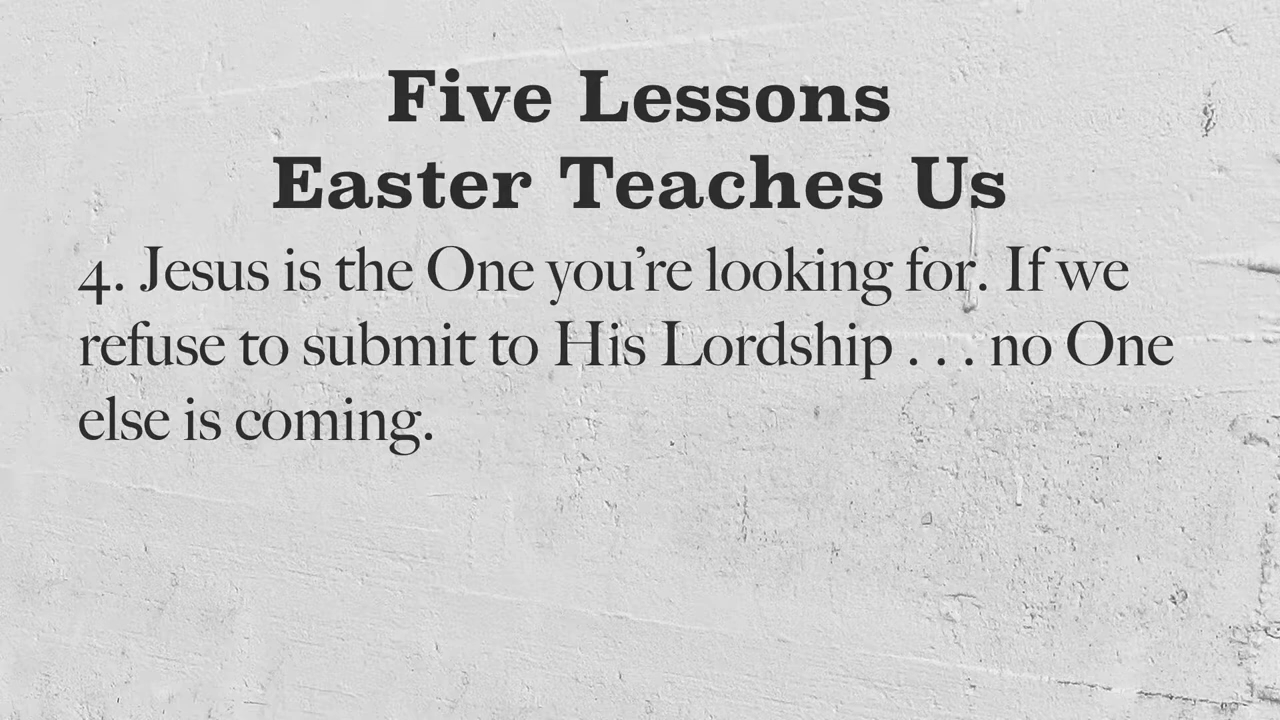 Five Lessons
Easter Teaches Us
4. Jesus is the One you’re looking for. If we
refuse to submit to His Lordship . . . no One
else is coming.